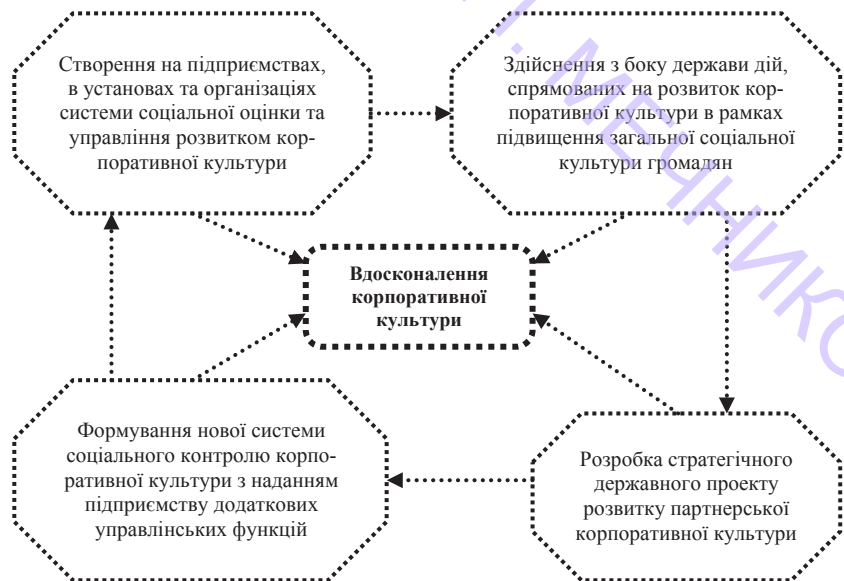 Створення на підприємствах,
в установах та організаціях
системи соціальної оцінки та
управління розвитком кор-
поративної культури
Здійснення з боку держави дій,
спрямованих на розвиток кор-
поративної культури в рамках
підвищення загальної соціальної
культури громадян
Вдосконалення
корпоративної
культури
Формування нової системи
соціального контролю корпо-
ративної культури з наданням
підприємству додаткових
управлінських функцій
Розробка стратегічного
державного проекту
розвитку партнерської
корпоративної культури